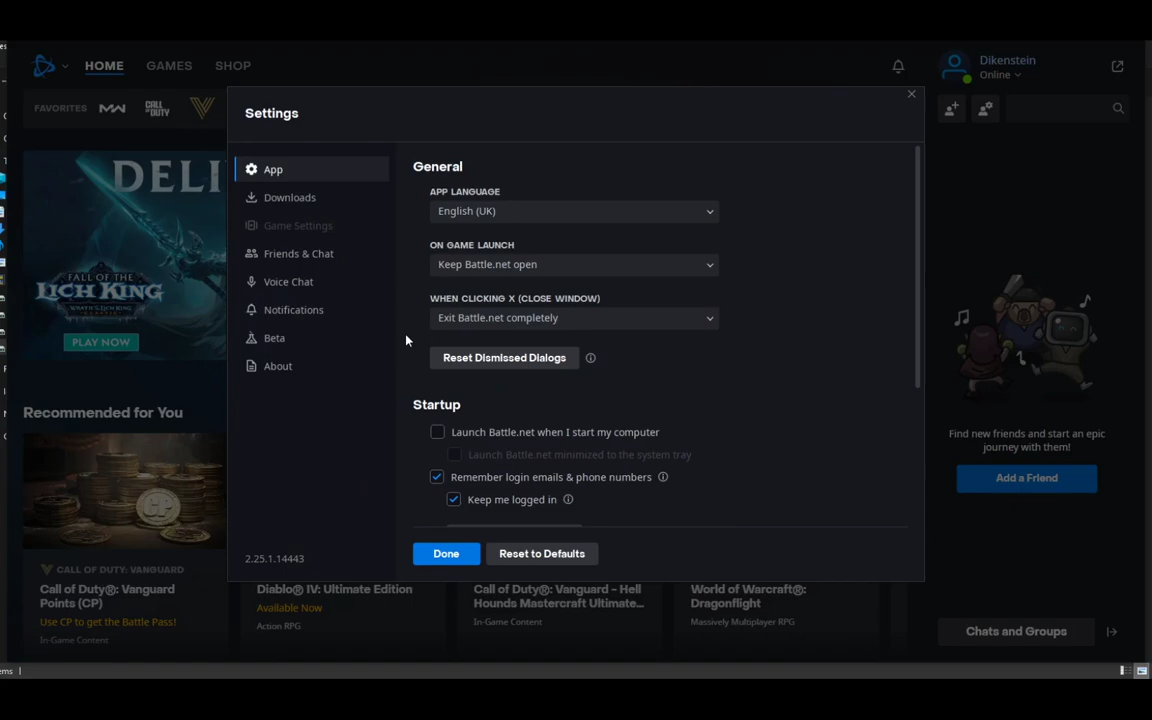 HOME GAMES SHOP
Dikenstein
Online
FAVORITES
CALL OF DUTY
DELI
FALL OF THE
LICH KING
PLAY NOW
Recommended for You
CALL OF DUTY: VANGUARD
Call of Duty®: Vanguard
Points (CP)
Use CP to get the Battle Pass!
In-Game Content
Settings
App
Downloads
Game Settings
Friends & Chat
Voice Chat
Notifications
Beta
About
2.25.1.14443
General
APP LANGUAGE
English (UK)
ON GAME LAUNCH
Keep Battle.net open
WHEN CLICKING X (CLOSE WINDOW)
Exit Battle.net completely
Reset Dismissed Dialogs
Startup
Launch Battle.net when I start my computer
Launch Battle.net minimized to the system tray
Remember login emails & phone numbers
Keep me logged in
Done Reset to Defaults
Diablo® IV: Ultimate Edition
Available Now
Action RPG
Call of Duty®: Vanguard - Hell
Hounds Mastercraft Ultimate...
In-Game Content
World of Warcraft®:
Dragonflight
Massively Multiplayer RPG
Find new friends and start an epic
journey with them!
Add a Friend
Chats and Groups
ems